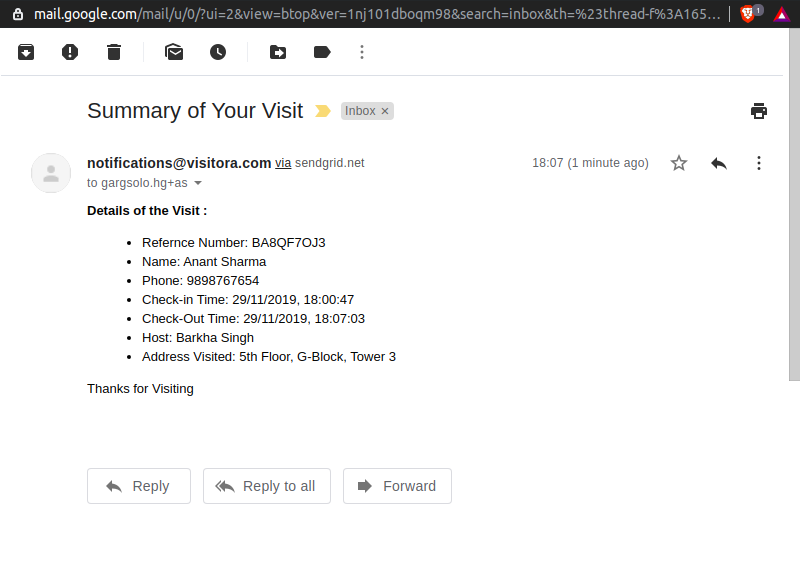 mail.google.com/mail/u/0/?ui=2&view=btop&ver=1nj101dboqm98&search=inbox&th=%23thread-f%3A165… 1
Summary of Your Visit Inbox ×
notifications@visitora.com via sendgrid.net 18:07 (1 minute ago)
to gargsolo.hg+as
Details of the Visit :
• Refernce Number: BA8QF7OJ3
• Name: Anant Sharma
• Phone: 9898767654
• Check-in Time: 29/11/2019, 18:00:47
• Check-Out Time: 29/11/2019, 18:07:03
• Host: Barkha Singh
• Address Visited: 5th Floor, G-Block, Tower 3
Thanks for Visiting
Reply Reply to all Forward